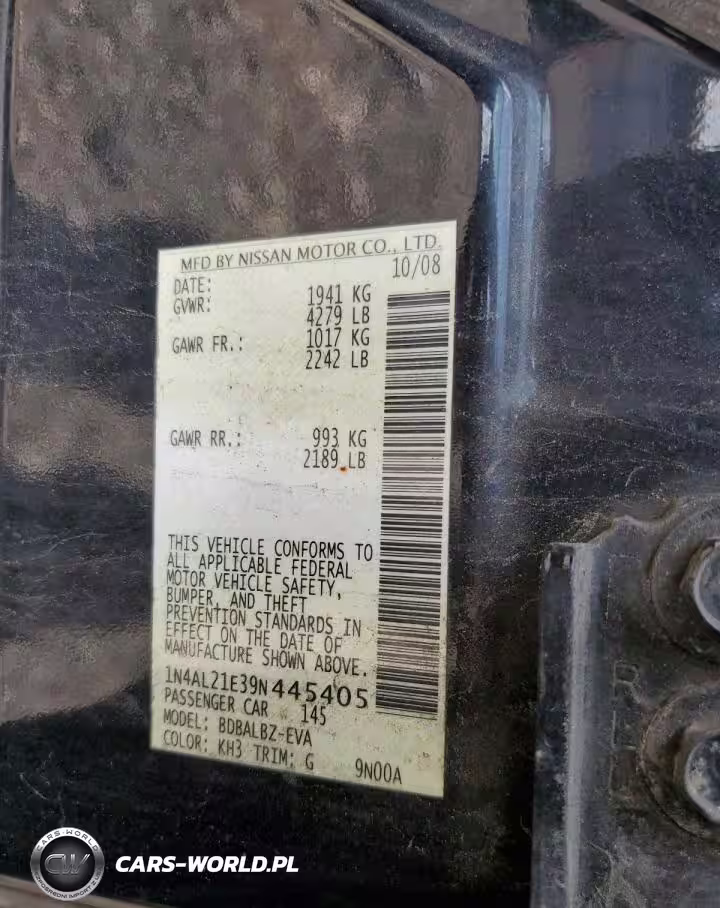 MFD BY NISSAN MOTOR CO., LTD.
DATE: 10/08
GVWR: 1941 KG
4279 LB
GAWR FR.: 1017 KG
2242 LB
GAWR RR.: 993 KG
2189 LB
THIS VEHICLE CONFORMS TO
ALL APPLICABLE FEDERAL
MOTOR VEHICLE SAFETY,
BUMPER, AND THEFT
PREVENTION STANDARDS IN
EFFECT ON THE DATE OF
MANUFACTURE SHOWN ABOVE.
1N4AL21E39N445405
PASSENGER CAR 145
MODEL: BDBALBZ-EVA
COLOR: KH3 TRIM: G 9N00A
CARS-WORLD
CW
CARS-WORLD.PL